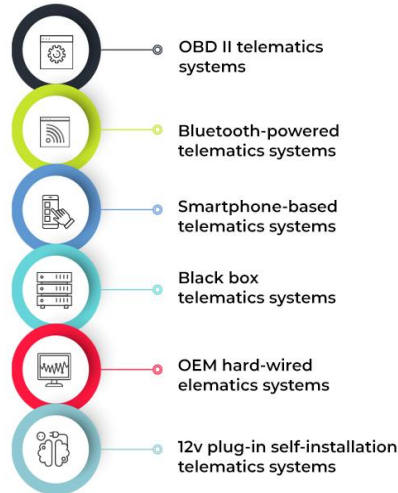 OBD II telematics
systems
Bluetooth-powered
telematics systems
Smartphone-based
telematics systems
Black box
telematics systems
OEM hard-wired
elematics systems
12v plug-in self-installation
telematics systems